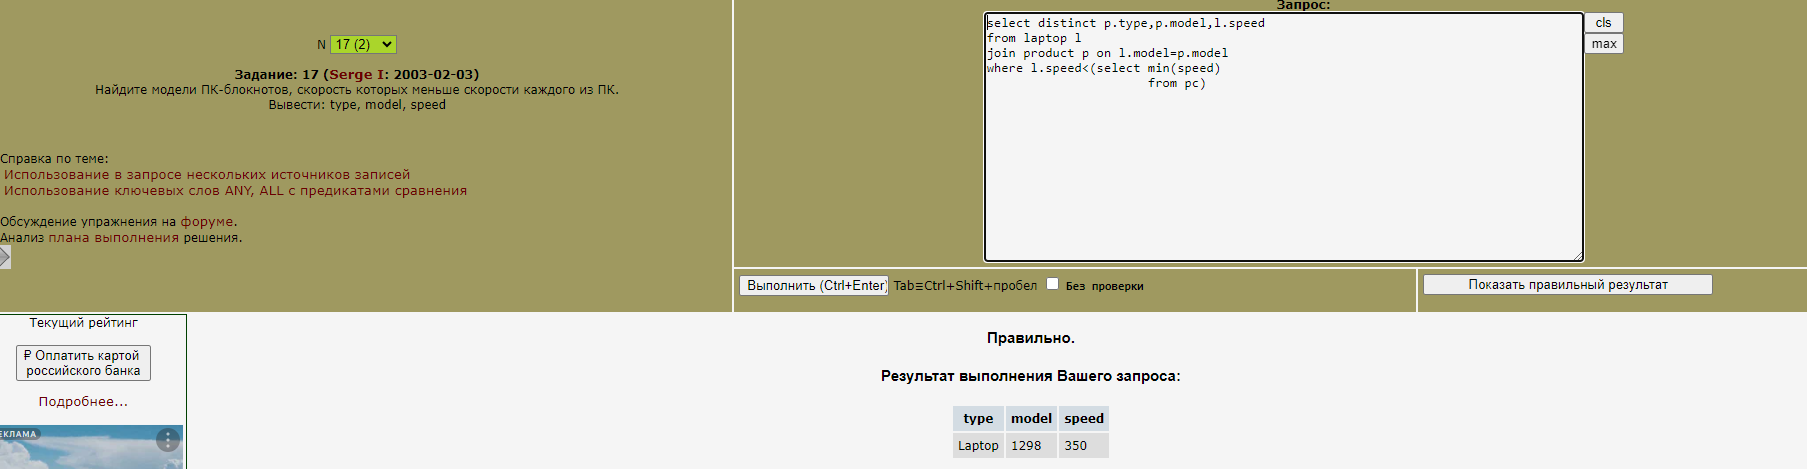 N 17 (2)
Задание: 17 (Serge I: 2003-02-03)
Найдите модели ПК-блокнотов, скорость которых меньше скорости каждого из ПК.
Вывести: type, model, speed
Справка по теме:
Использование в запросе нескольких источников записей
Использование ключевых слов ANY, ALL с предикатами сравнения
Обсуждение упражнения на форуме.
Анализ плана выполнения решения.
Запрос:
select distinct p.type,p.model,l.speed
from laptop l
join product p on l.model=p.model
where l.speed<(select min(speed)
from pc)
cls
max
Выполнить (Ctrl+Enter) Tab≡Ctrl+Shift+пробел Без проверки
Показать правильный результат
Текущий рейтинг
₽ Оплатить картой
российского банка
Подробнее...
ЕКЛАМА
Правильно.
Результат выполнения Вашего запроса:
type model speed
Laptop 1298 350